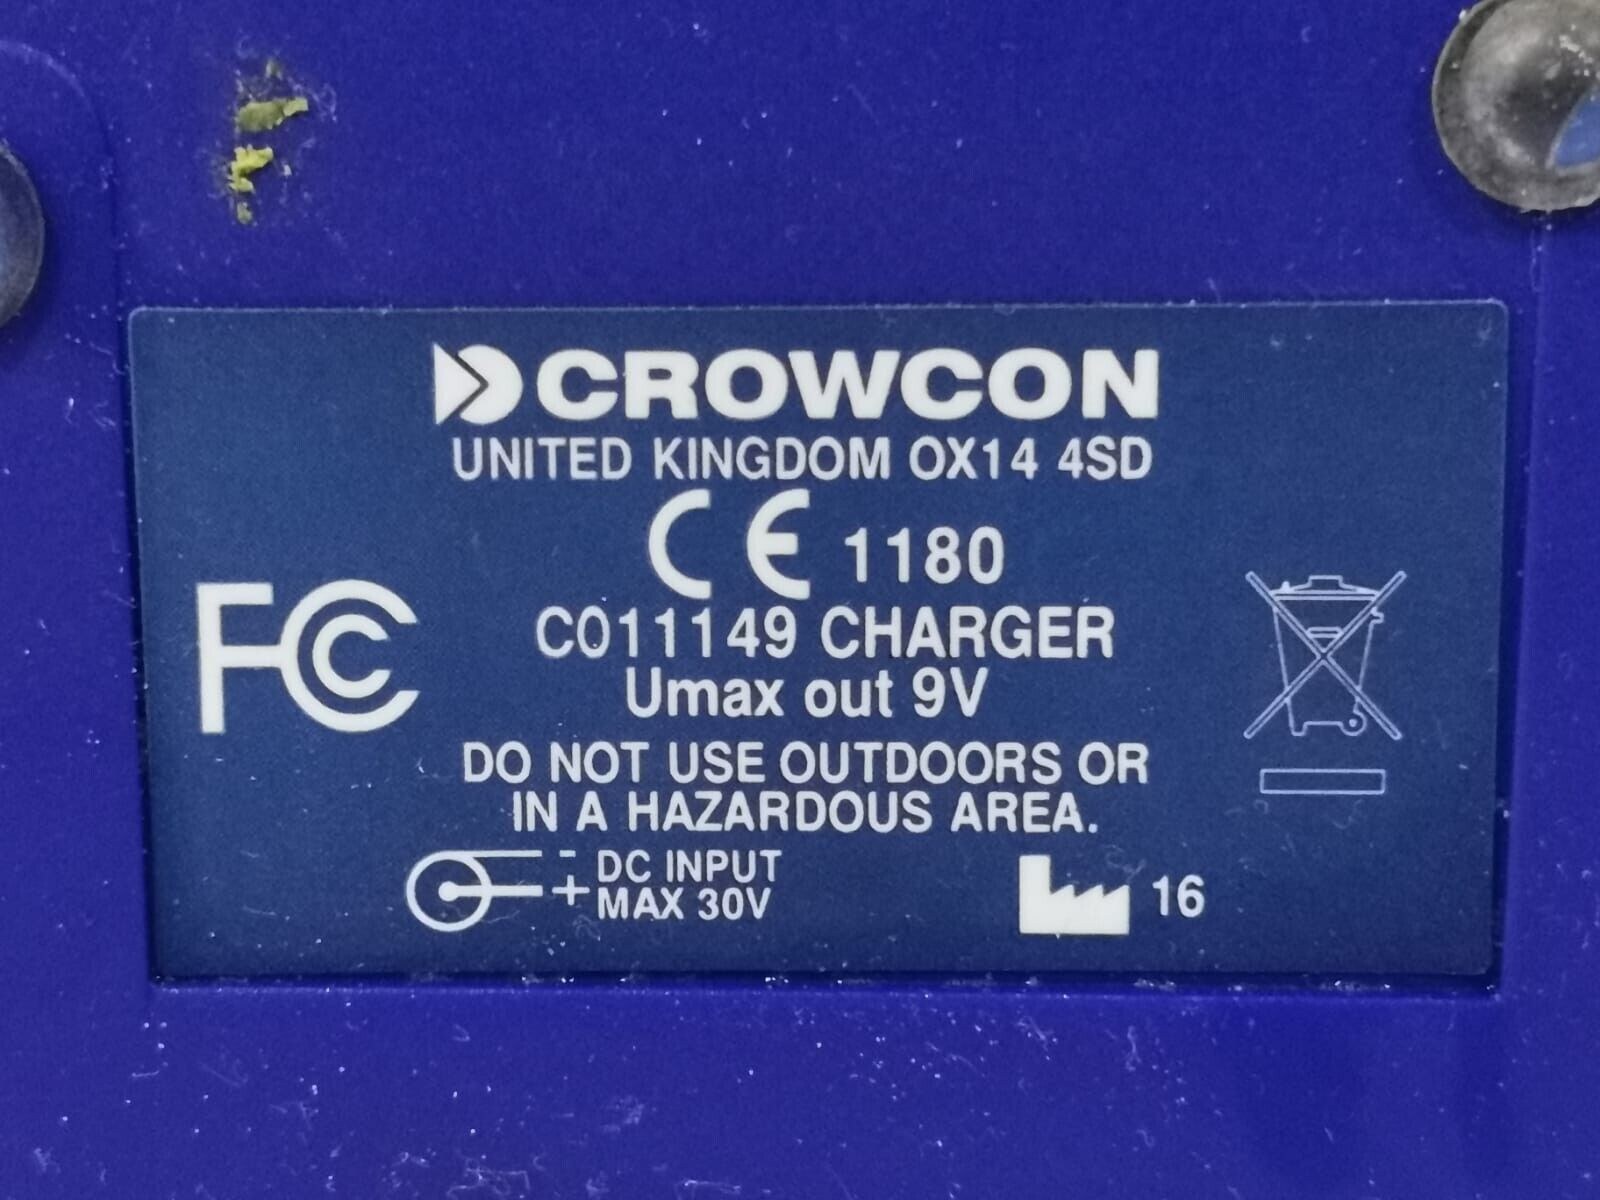 CROWCON
UNITED KINGDOM OX14 4SD
CE 1180
FC
C011149 CHARGER
Umax out 9V
DO NOT USE OUTDOORS OR
IN A HAZARDOUS AREA.
- DC INPUT
+ MAX 30V
16